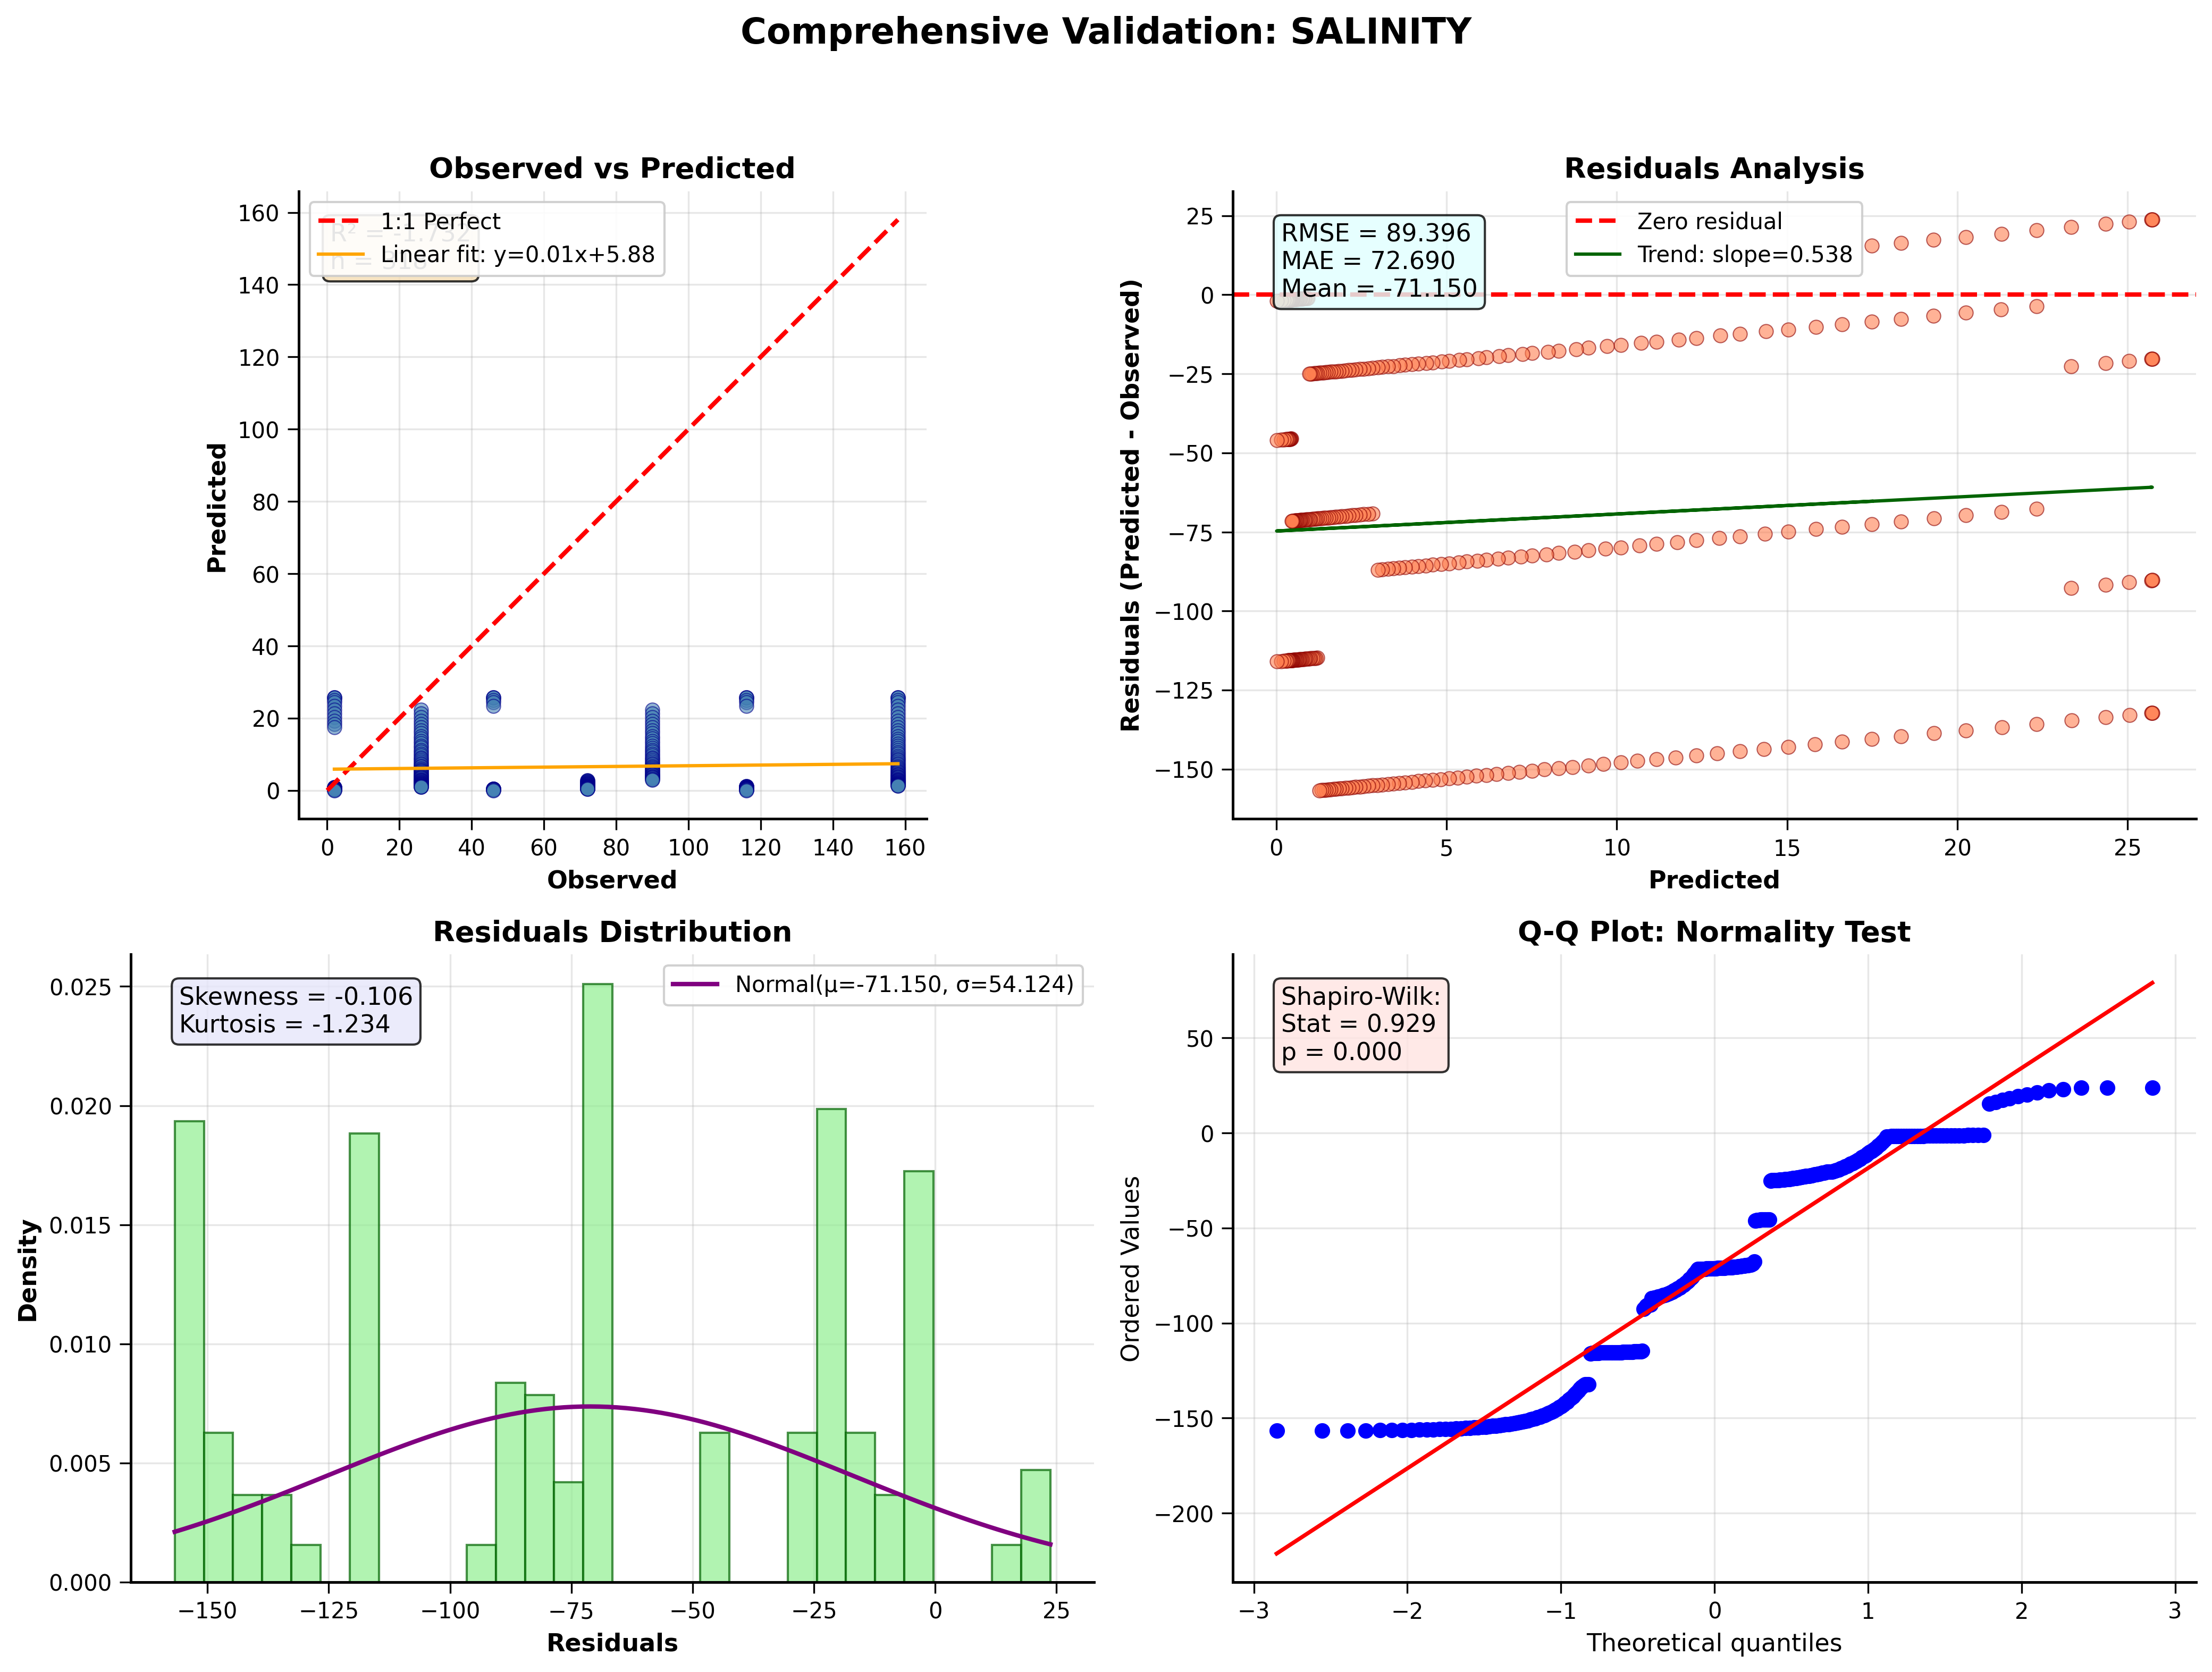 Comprehensive Validation: SALINITY
Observed vs Predicted
R² = -1.732
n = 318
1:1 Perfect
Linear fit: y=0.01x+5.88
160
140
120
100
80
60
40
20
0
Predicted
0 20 40 60 80 100 120 140 160
Observed
Residuals Analysis
RMSE = 89.396
MAE = 72.690
Mean = -71.150
Zero residual
Trend: slope=0.538
25
0
−25
−50
−75
−100
−125
−150
Residuals (Predicted - Observed)
0 5 10 15 20 25
Predicted
Residuals Distribution
Skewness = -0.106
Kurtosis = -1.234
Normal(μ=-71.150, σ=54.124)
0.025
0.020
0.015
0.010
0.005
0.000
Density
−150 −125 −100 −75 −50 −25 0 25
Residuals
Q-Q Plot: Normality Test
Shapiro-Wilk:
Stat = 0.929
p = 0.000
50
0
−50
−100
−150
−200
Ordered Values
−3 −2 −1 0 1 2 3
Theoretical quantiles